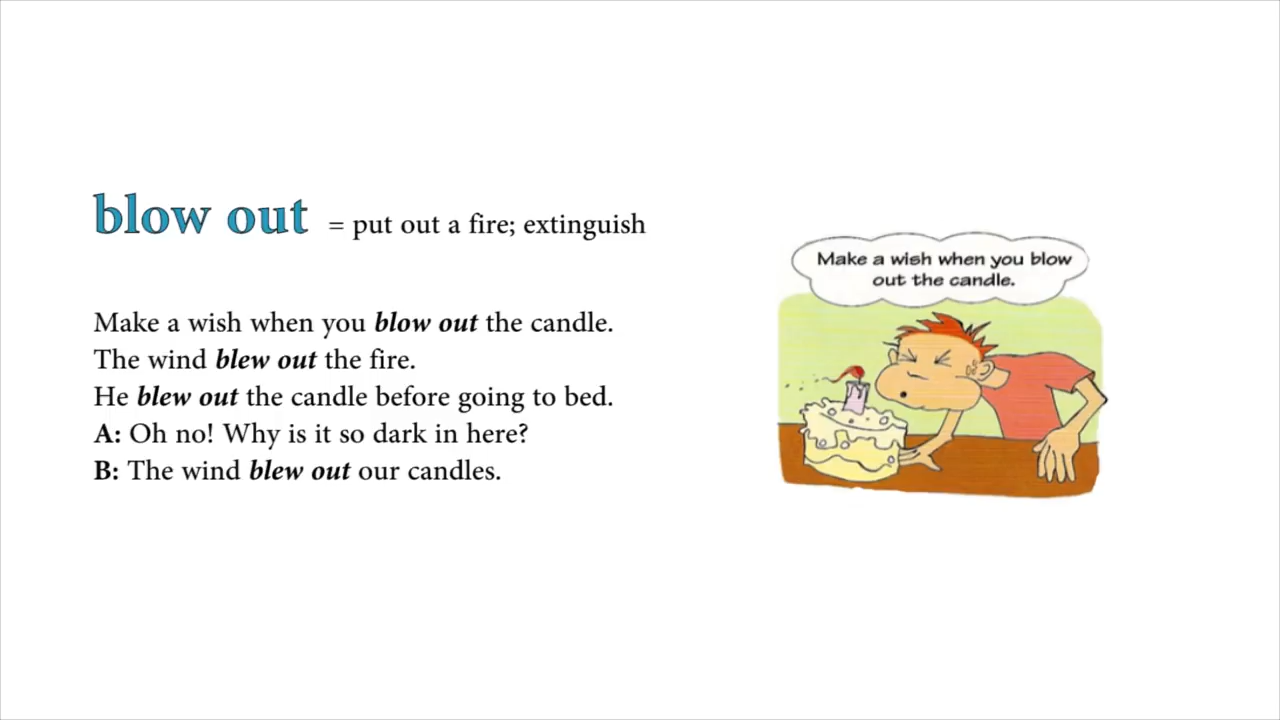 blow out = put out a fire; extinguish
Make a wish when you blow out the candle.
The wind blew out the fire.
He blew out the candle before going to bed.
A: Oh no! Why is it so dark in here?
B: The wind blew out our candles.
Make a wish when you blow
out the candle.